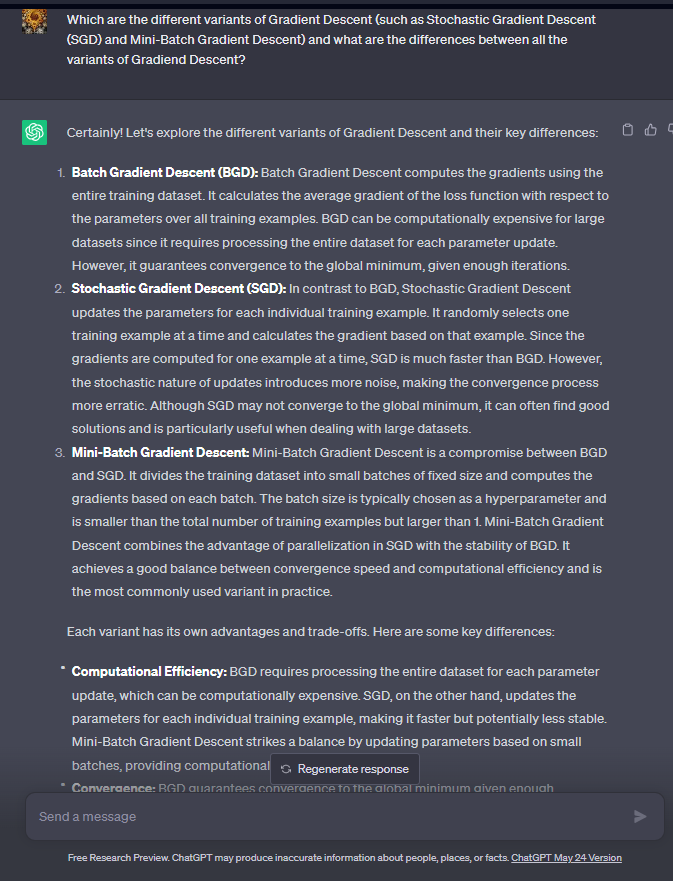 Which are the different variants of Gradient Descent (such as Stochastic Gradient Descent
(SGD) and Mini-Batch Gradient Descent) and what are the differences between all the
variants of Gradiend Descent?
Certainly! Let's explore the different variants of Gradient Descent and their key differences:
1. Batch Gradient Descent (BGD): Batch Gradient Descent computes the gradients using the
entire training dataset. It calculates the average gradient of the loss function with respect to
the parameters over all training examples. BGD can be computationally expensive for large
datasets since it requires processing the entire dataset for each parameter update.
However, it guarantees convergence to the global minimum, given enough iterations.
2. Stochastic Gradient Descent (SGD): In contrast to BGD, Stochastic Gradient Descent
updates the parameters for each individual training example. It randomly selects one
training example at a time and calculates the gradient based on that example. Since the
gradients are computed for one example at a time, SGD is much faster than BGD. However,
the stochastic nature of updates introduces more noise, making the convergence process
more erratic. Although SGD may not converge to the global minimum, it can often find good
solutions and is particularly useful when dealing with large datasets.
3. Mini-Batch Gradient Descent: Mini-Batch Gradient Descent is a compromise between BGD
and SGD. It divides the training dataset into small batches of fixed size and computes the
gradients based on each batch. The batch size is typically chosen as a hyperparameter and
is smaller than the total number of training examples but larger than 1. Mini-Batch Gradient
Descent combines the advantage of parallelization in SGD with the stability of BGD. It
achieves a good balance between convergence speed and computational efficiency and is
the most commonly used variant in practice.
Each variant has its own advantages and trade-offs. Here are some key differences:
• Computational Efficiency: BGD requires processing the entire dataset for each parameter
update, which can be computationally expensive. SGD, on the other hand, updates the
parameters for each individual training example, making it faster but potentially less stable.
Mini-Batch Gradient Descent strikes a balance by updating parameters based on small
batches, providing computational
Regenerate response
• Convergence: BGD guarantees convergence to the global minimum given enough
Send a message
Free Research Preview. ChatGPT may produce inaccurate information about people, places, or facts. ChatGPT May 24 Version